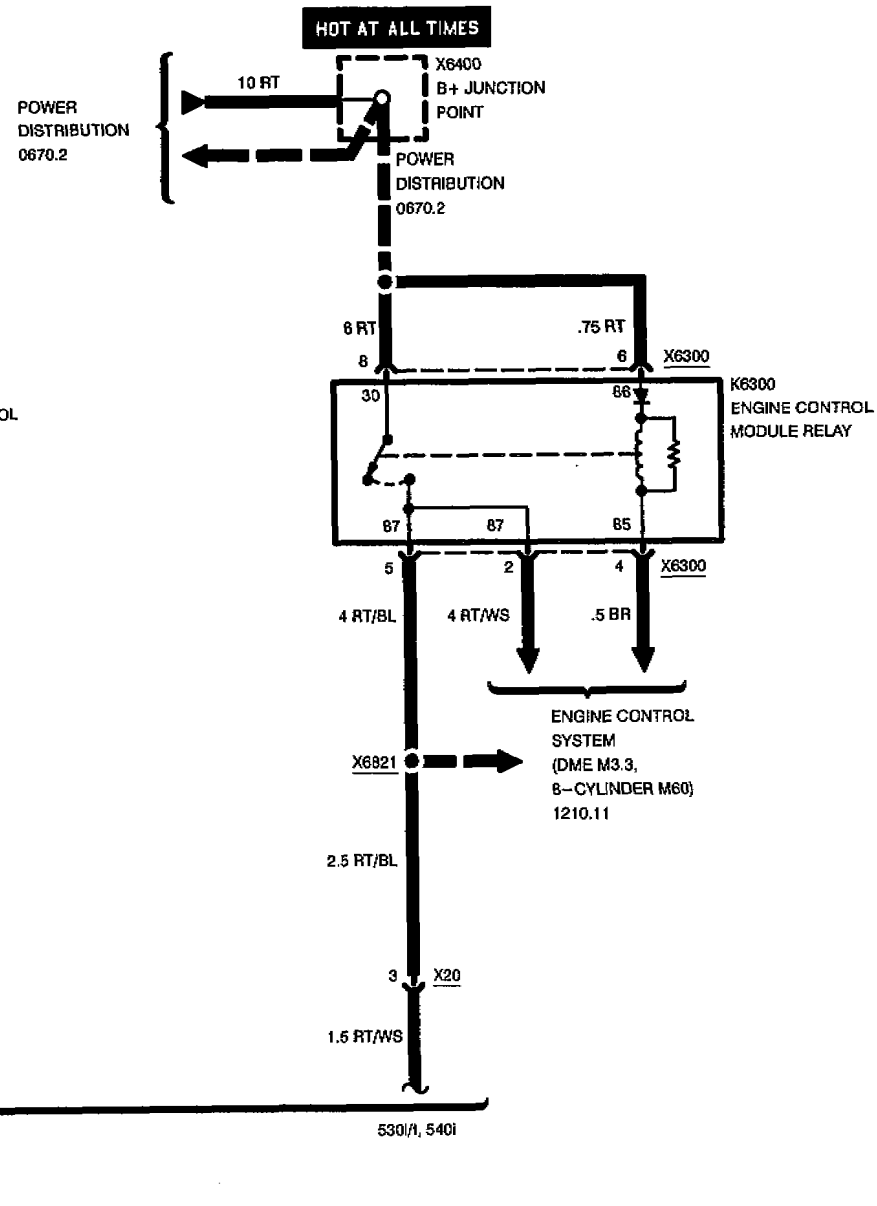 HOT AT ALL TIMES
X6400
B+ JUNCTION
POINT
10 RT
POWER
DISTRIBUTION
0670.2
POWER
DISTRIBUTION
0670.2
6 RT
.75 RT
8
6
X6300
30
86
K6300
ENGINE CONTROL
MODULE RELAY
OL
87
87
85
5
2
4
X6300
4 RT/BL
4 RT/WS
.5 BR
ENGINE CONTROL
SYSTEM
(DME M3.3,
8-CYLINDER M60)
1210.11
X6821
2.5 RT/BL
3
X20
1.5 RT/WS
530i/i, 540i